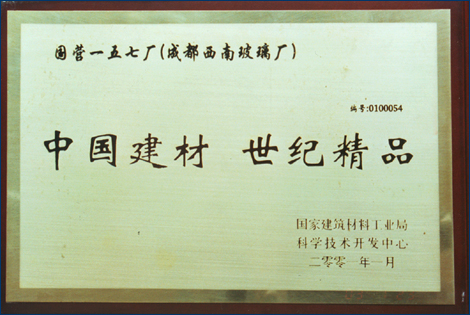 国营一五七厂(成都西南玻璃厂)
编号:0100054
中国建材 世纪精品
国家建筑材料工业局
科学技术开发中心
二零零一年一月